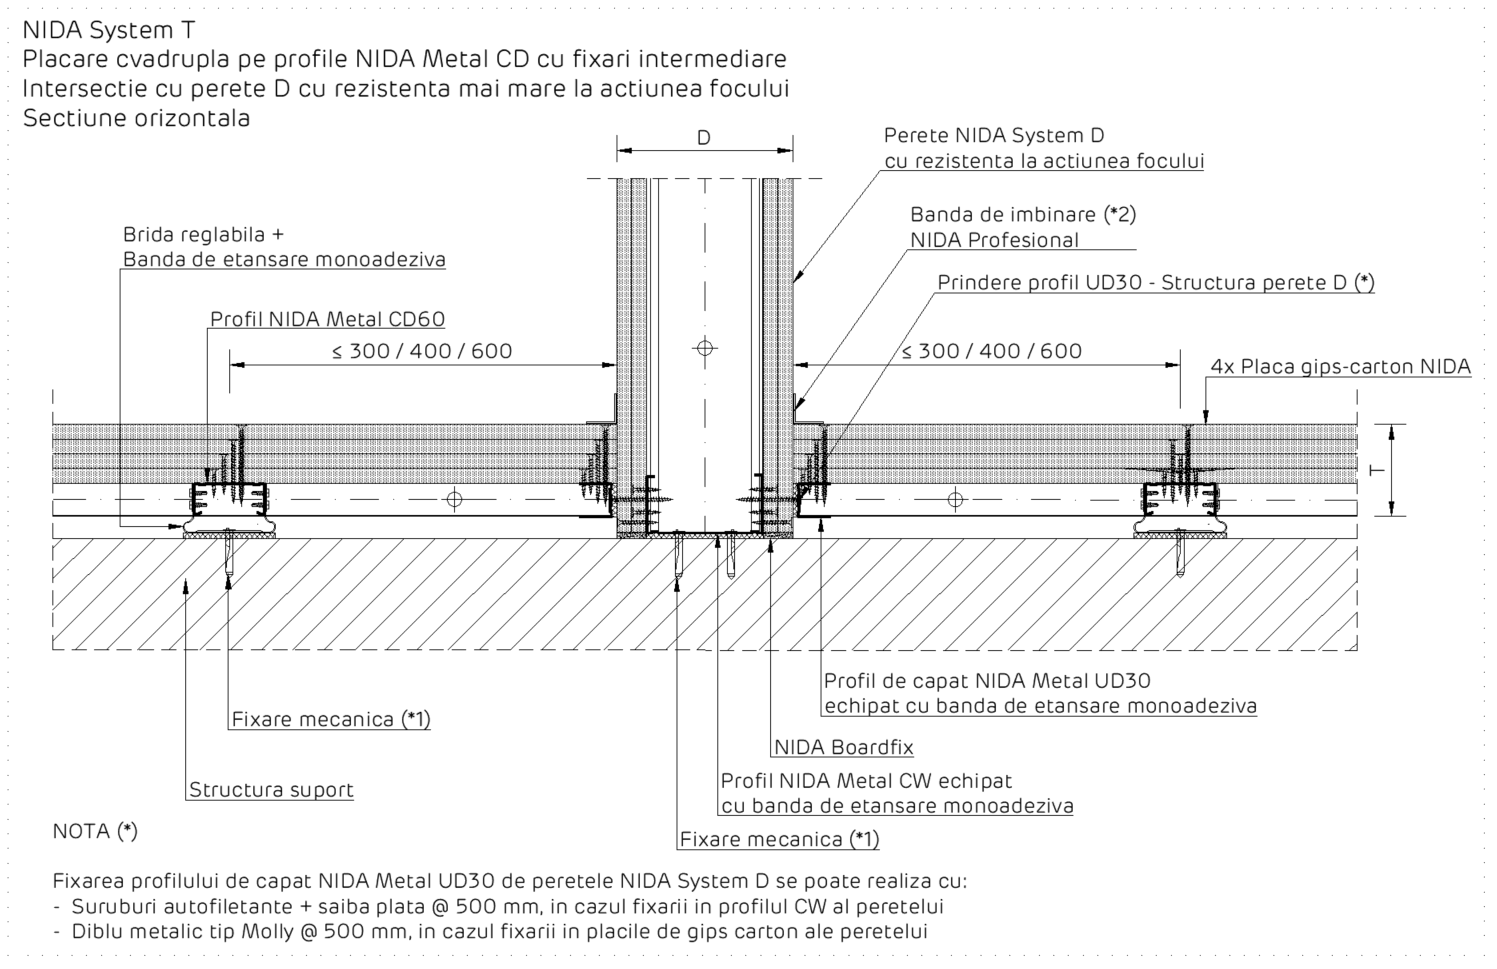 NIDA System T
Placare cvadrupla pe profile NIDA Metal CD cu fixari intermediare
Intersectie cu perete D cu rezistenta mai mare la actiunea focului
Sectiune orizontala
D
Perete NIDA System D
cu rezistenta la actiunea focului
Banda de imbinare (*2)
NIDA Profesional
Brida reglabila +
Banda de etansare monoadeziva
Prindere profil UD30 - Structura perete D (*)
Profil NIDA Metal CD60
≤ 300 / 400 / 600
≤ 300 / 400 / 600
4x Placa gips-carton NIDA
T
Profil de capat NIDA Metal UD30
echipat cu banda de etansare monoadeziva
Fixare mecanica (*1)
NIDA Boardfix
Profil NIDA Metal CW echipat
cu banda de etansare monoadeziva
Structura suport
Fixare mecanica (*1)
NOTA (*)
Fixarea profilului de capat NIDA Metal UD30 de peretele NIDA System D se poate realiza cu:
- Suruburi autofiletante + saiba plata @ 500 mm, in cazul fixarii in profilul CW al peretelui
- Diblu metalic tip Molly @ 500 mm, in cazul fixarii in placile de gips carton ale peretelui